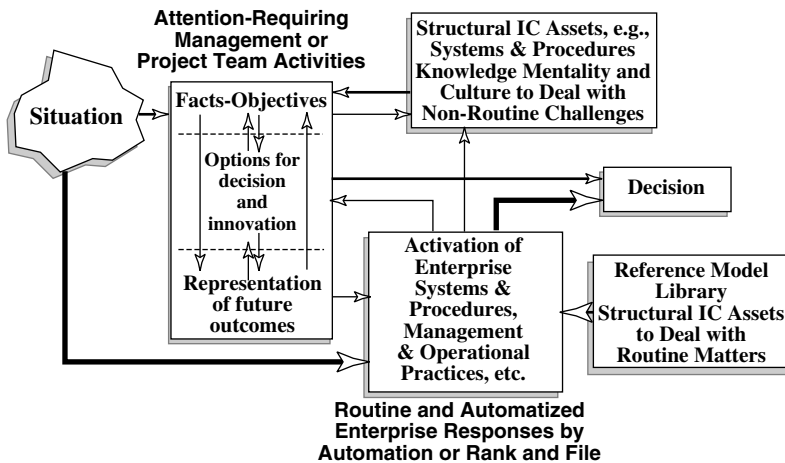 Attention-Requiring
Management or
Project Team Activities
Structural IC Assets, e.g.,
Systems & Procedures
Knowledge Mentality and
Culture to Deal with
Non-Routine Challenges
Situation
Facts-Objectives
Options for
decision
and
innovation
Representation
of future
outcomes
Decision
Activation of
Enterprise
Systems &
Procedures,
Management
& Operational
Practices, etc.
Reference Model
Library
Structural IC Assets
to Deal with
Routine Matters
Routine and Automatized
Enterprise Responses by
Automation or Rank and File